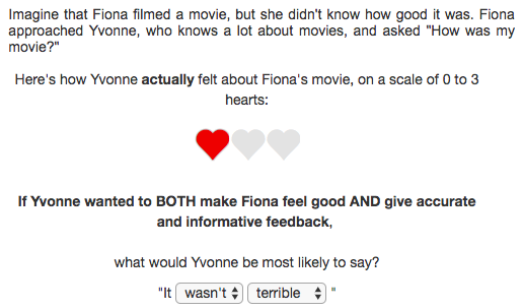 Imagine that Fiona filmed a movie, but she didn't know how good it was. Fiona
approached Yvonne, who knows a lot about movies, and asked "How was my
movie?"
Here's how Yvonne actually felt about Fiona's movie, on a scale of 0 to 3
hearts:
If Yvonne wanted to BOTH make Fiona feel good AND give accurate
and informative feedback,
what would Yvonne be most likely to say?
"It wasn't terrible "